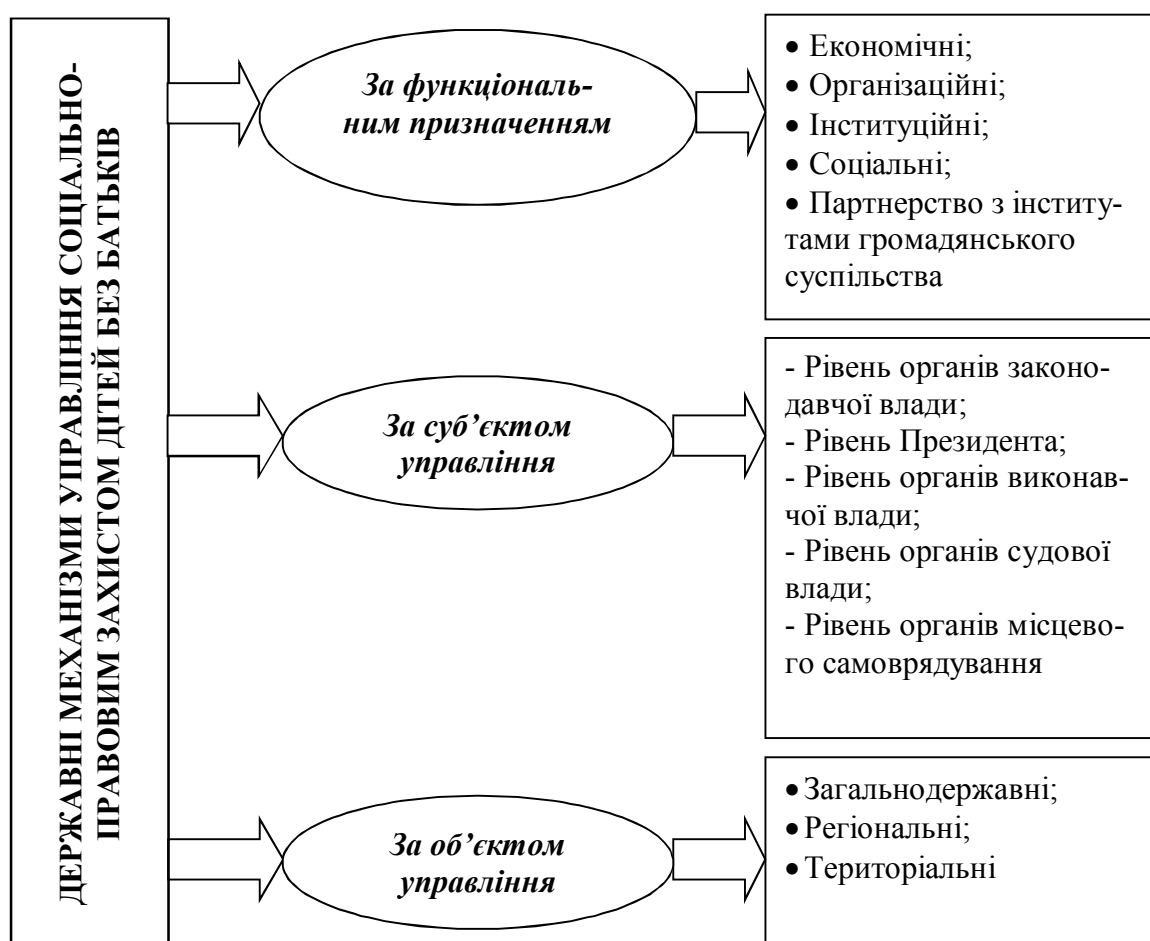 ДЕРЖАВНІ МЕХАНІЗМИ УПРАВЛІННЯ СОЦІАЛЬНО-
ПРАВОВИМ ЗАХИСТОМ ДІТЕЙ БЕЗ БАТЬКІВ
За функціональ-
ним призначенням
• Економічні;
• Організаційні;
• Інституційні;
• Соціальні;
• Партнерство з інститу-
тами громадянського
суспільства
За суб’єктом
управління
- Рівень органів законо-
давчої влади;
- Рівень Президента;
- Рівень органів виконав-
чої влади;
- Рівень органів судової
влади;
- Рівень органів місцево-
го самоврядування
За об’єктом
управління
• Загальнодержавні;
• Регіональні;
• Територіальні